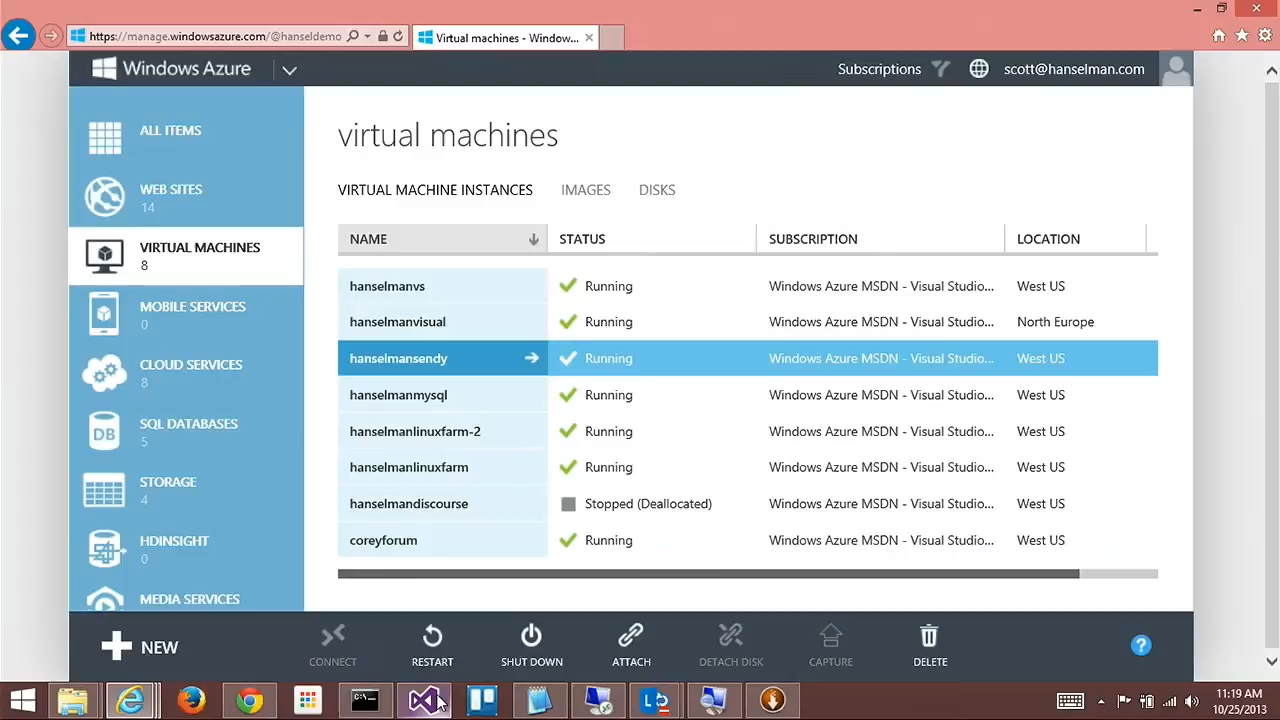 https://manage.windowsazure.com/@hanseldemo
Virtual machines - Window...
Windows Azure
Subscriptions
scott@hanselman.com
ALL ITEMS
WEB SITES
14
VIRTUAL MACHINES
8
MOBILE SERVICES
0
CLOUD SERVICES
8
DB
SQL DATABASES
5
STORAGE
4
HDINSIGHT
0
MEDIA SERVICES
virtual machines
VIRTUAL MACHINE INSTANCES IMAGES DISKS
NAME STATUS SUBSCRIPTION LOCATION
hanselmanvs Running Windows Azure MSDN - Visual Studio... West US
hanselmanvisual Running Windows Azure MSDN - Visual Studio... North Europe
hanselmansendy Running Windows Azure MSDN - Visual Studio... West US
hanselmanmysql Running Windows Azure MSDN - Visual Studio... West US
hanselmanlinuxfarm-2 Running Windows Azure MSDN - Visual Studio... West US
hanselmanlinuxfarm Running Windows Azure MSDN - Visual Studio... West US
hanselmandiscourse Stopped (Deallocated) Windows Azure MSDN - Visual Studio... West US
coreyforum Running Windows Azure MSDN - Visual Studio... West US
NEW
CONNECT RESTART SHUT DOWN ATTACH DETACH DISK CAPTURE DELETE
?
11:19 AM
10/25/2013